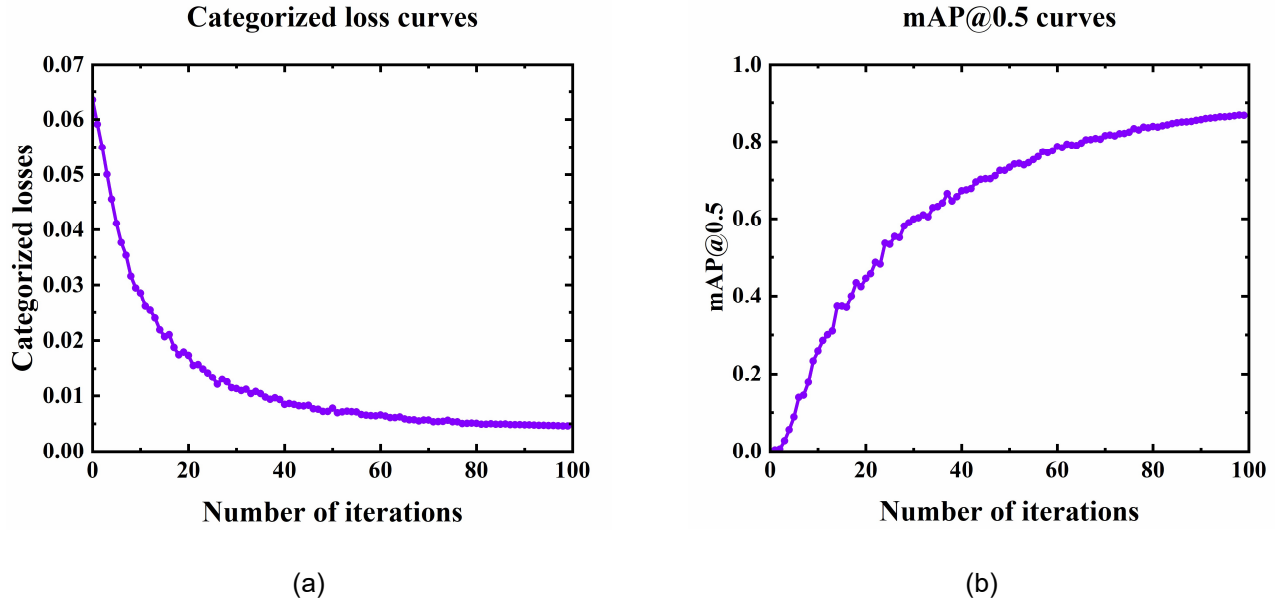 Categorized loss curves
0.07
0.06
0.05
0.04
0.03
0.02
0.01
0.00
Categorized losses
0 20 40 60 80 100
Number of iterations
(a)
mAP@0.5 curves
1.0
0.8
0.6
0.4
0.2
0.0
mAP@0.5
0 20 40 60 80 100
Number of iterations
(b)